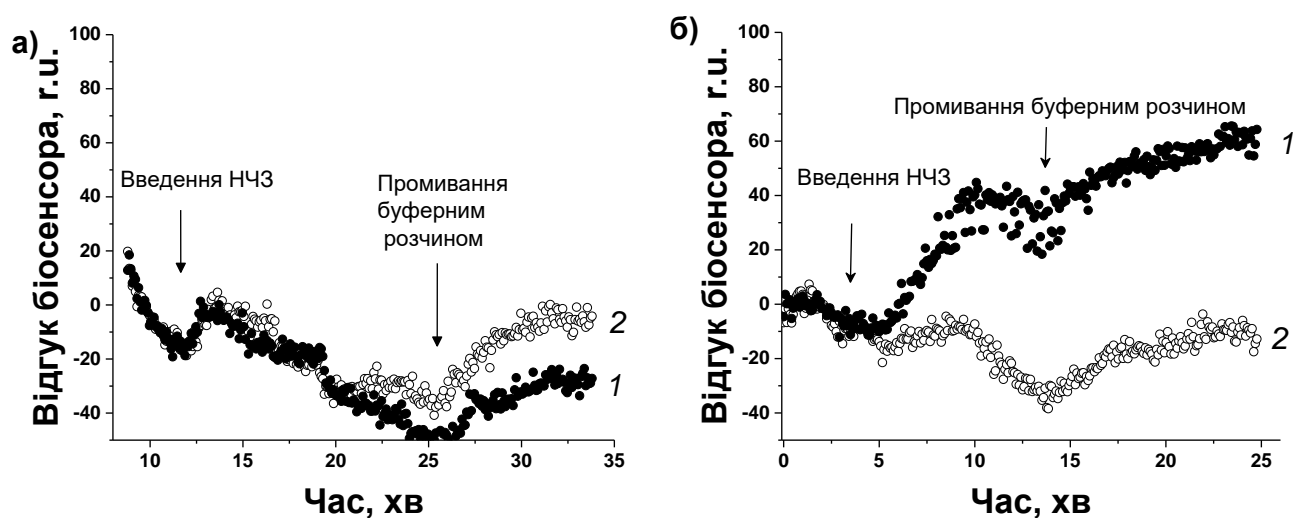 а)
Відгук біосенсора, r.u.
100
80
60
40
20
0
-20
-40
Введення НЧЗ
Промивання
буферним
розчином
2
1
10 15 20 25 30 35
Час, хв
б)
Відгук біосенсора, r.u.
100
80
60
40
20
0
-20
-40
Промивання буферним розчином
Введення НЧЗ
1
2
0 5 10 15 20 25
Час, хв